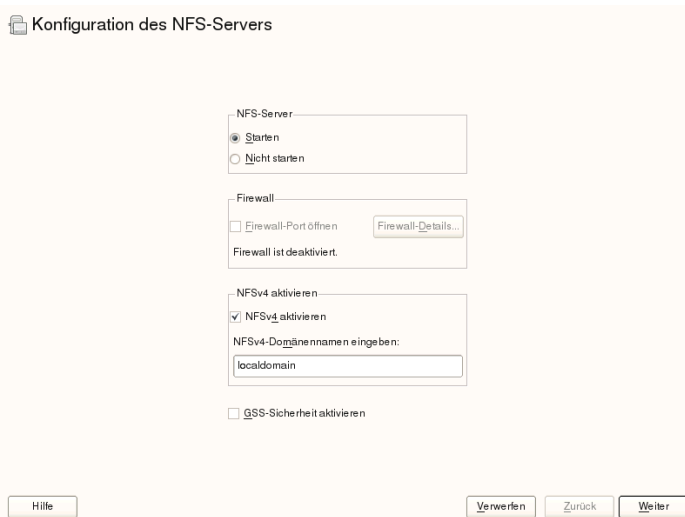 Konfiguration des NFS-Servers
NFS-Server
Starten
Nicht starten
Firewall
Firewall-Port öffnen
Firewall-Details...
Firewall ist deaktiviert.
NFSv4 aktivieren
NFSv4 aktivieren
NFSv4-Domänennamen eingeben:
localdomain
GSS-Sicherheit aktivieren
Hilfe
Verwerfen
Zurück
Weiter